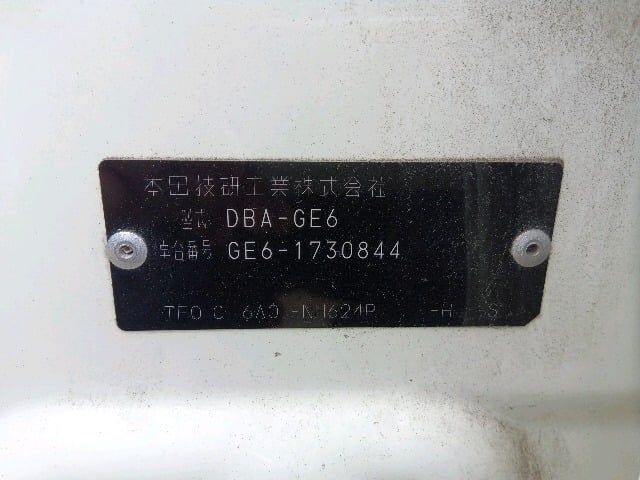 本田技研工業株式会社
型式 DBA-GE6
車台番号 GE6-1730844
-NH624P -H -S